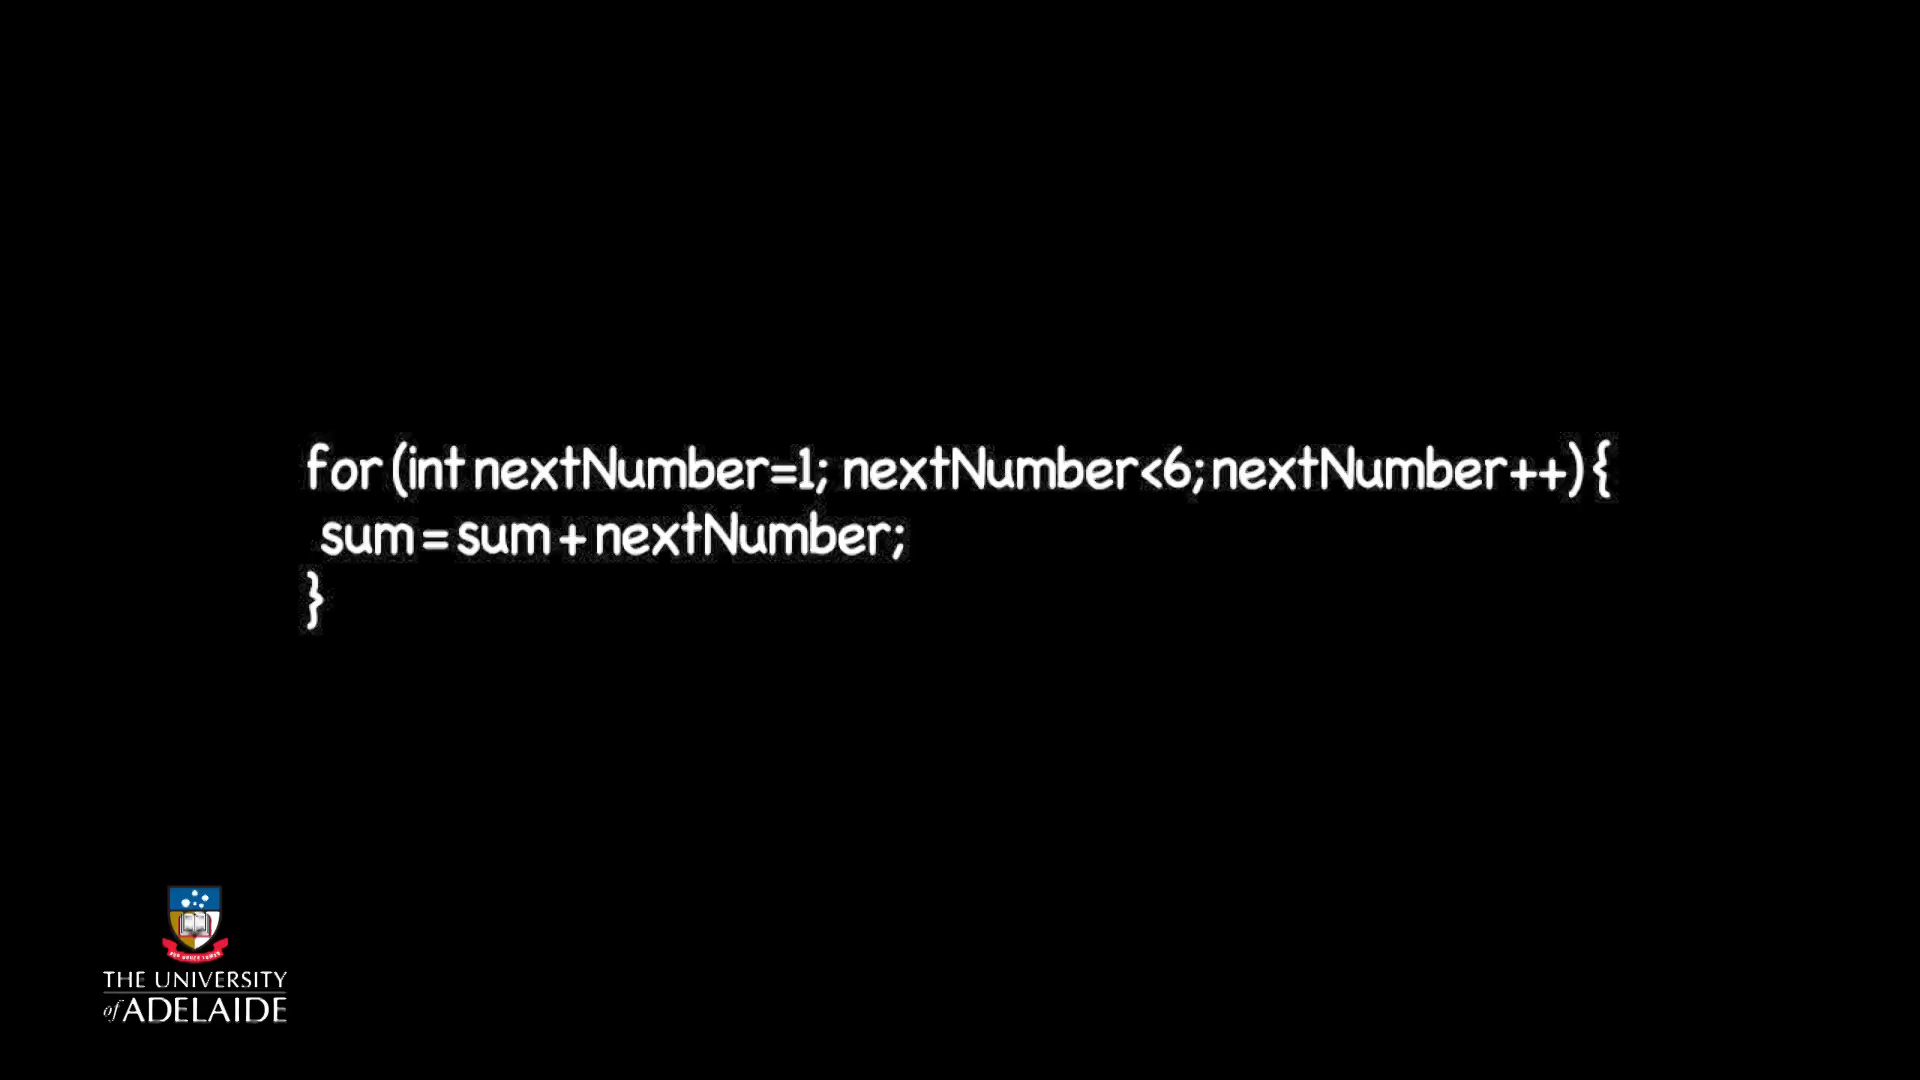 for (int nextNumber=1; nextNumber<6; nextNumber++) {
sum = sum + nextNumber;
}
THE UNIVERSITY
of ADELAIDE